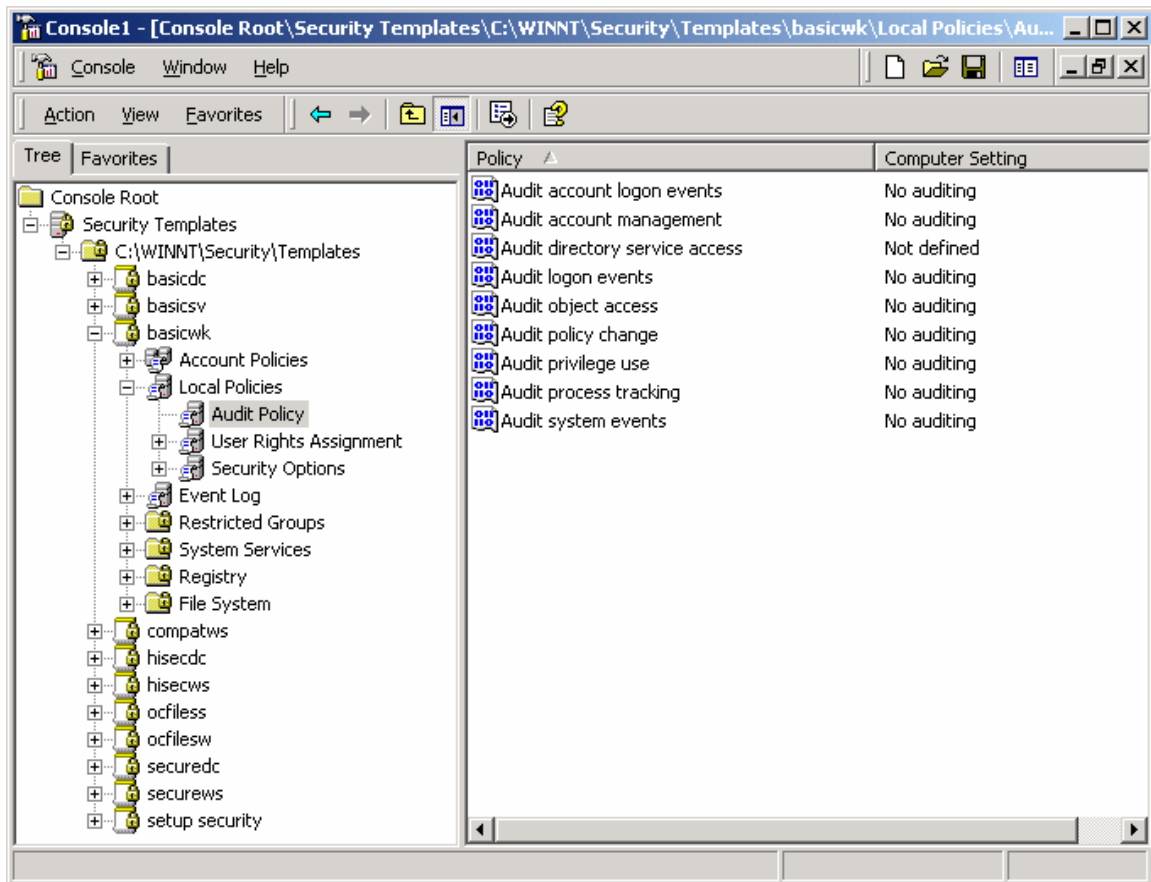 Console1 - [Console Root\Security Templates\C:\WINNT\Security\Templates\basicwk\Local Policies\Au...
Console Window Help
Action View Favorites
Tree Favorites
Console Root
Security Templates
C:\WINNT\Security\Templates
basicdc
basicsv
basicwk
Account Policies
Local Policies
Audit Policy
User Rights Assignment
Security Options
Event Log
Restricted Groups
System Services
Registry
File System
compatws
hisecdc
hisecws
ocfiless
ocfilesw
securedc
securews
setup security
Policy Computer Setting
Audit account logon events No auditing
Audit account management No auditing
Audit directory service access Not defined
Audit logon events No auditing
Audit object access No auditing
Audit policy change No auditing
Audit privilege use No auditing
Audit process tracking No auditing
Audit system events No auditing